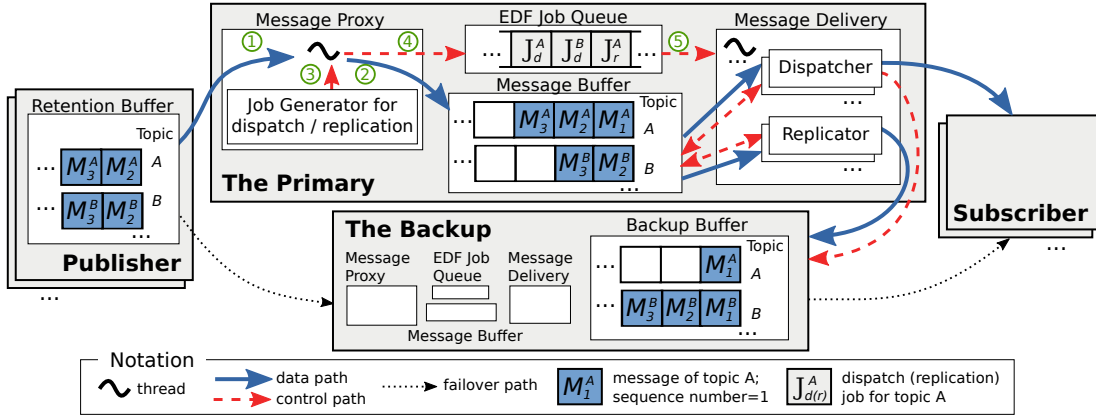 Message Proxy
EDF Job Queue
Message Delivery
① ④ ⑤
③ ②
... J_d^A J_d^B J_r^A ...
...
Dispatcher
...
Replicator
...
Job Generator for
dispatch / replication
Message Buffer
Topic
... M_3^A M_2^A M_1^A A
... M_3^B M_2^B B
...
The Primary
Retention Buffer
Topic
... M_3^A M_2^A A
... M_3^B M_2^B B
...
Publisher
...
Subscriber
...
The Backup
Message
Proxy
EDF Job
Queue
Message
Delivery
Message Buffer
Backup Buffer
Topic
... M_1^A A
... M_3^B M_2^B M_1^B B
...
Notation
thread
data path
control path
failover path
M_1^A
message of topic A;
sequence number=1
J_d(r)^A
dispatch (replication)
job for topic A